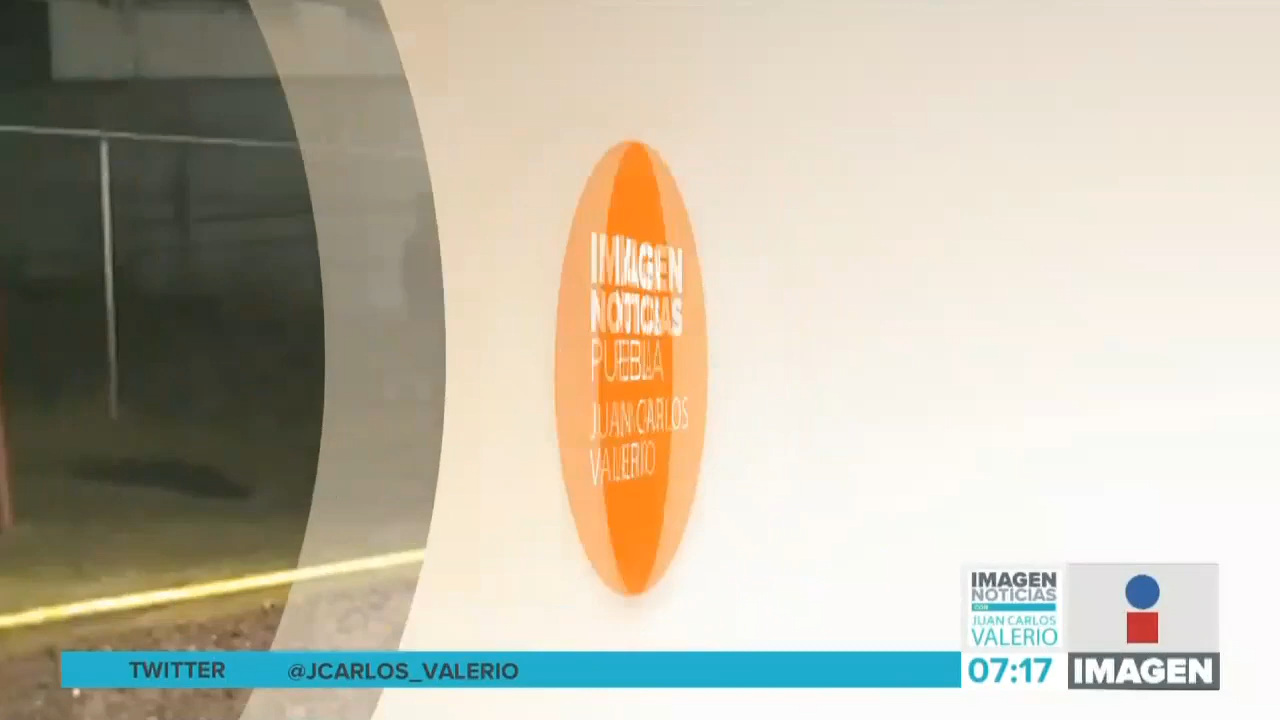 IMAGEN
NOTICIAS
PUEBLA
JUAN CARLOS
VALERIO
IMAGEN
NOTICIAS
CON
JUAN CARLOS
VALERIO
TWITTER @JCARLOS_VALERIO
07:17
IMAGEN